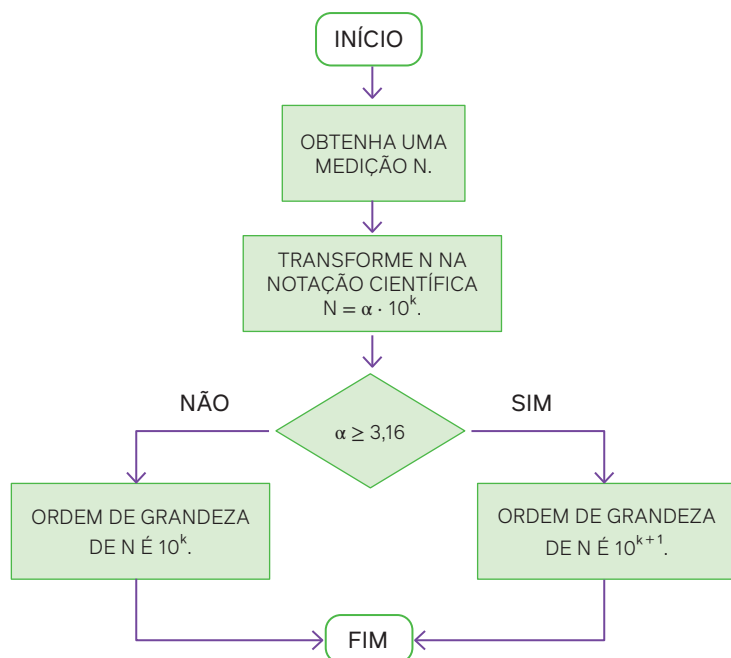 INÍCIO
OBTENHA UMA
MEDIÇÃO N.
TRANSFORME N NA
NOTAÇÃO CIENTÍFICA
N = α · 10^k.
NÃO
SIM
α ≥ 3,16
ORDEM DE GRANDEZA
DE N É 10^k.
ORDEM DE GRANDEZA
DE N É 10^(k+1).
FIM